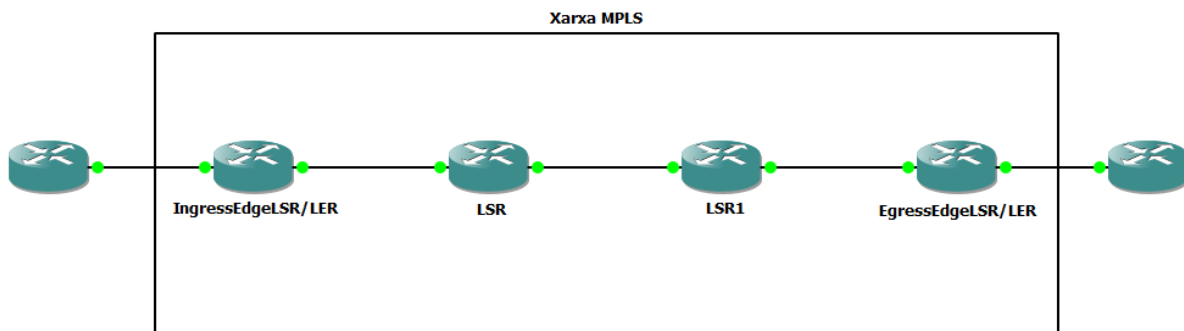 Xarxa MPLS
IngressEdgeLSR/LER
LSR
LSR1
EgressEdgeLSR/LER